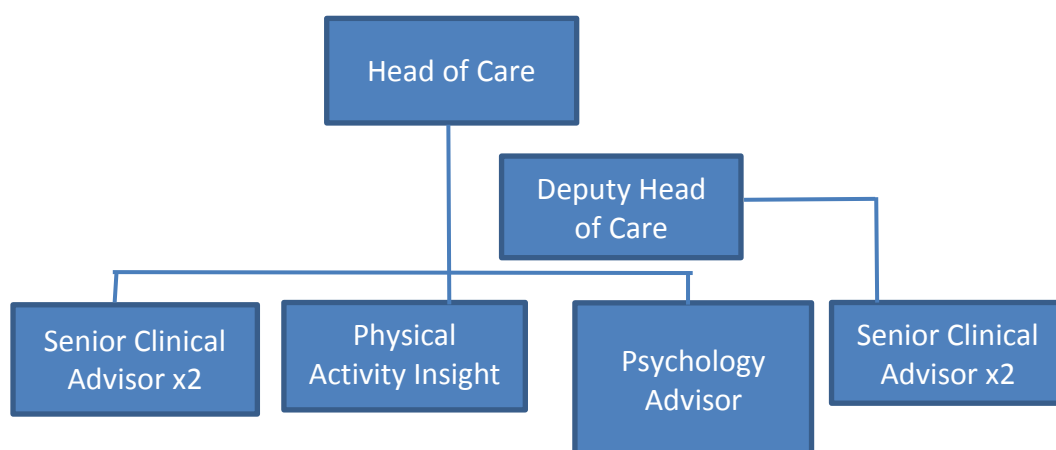 Head of Care
Deputy Head
of Care
Senior Clinical
Advisor x2
Physical
Activity Insight
Psychology
Advisor
Senior Clinical
Advisor x2